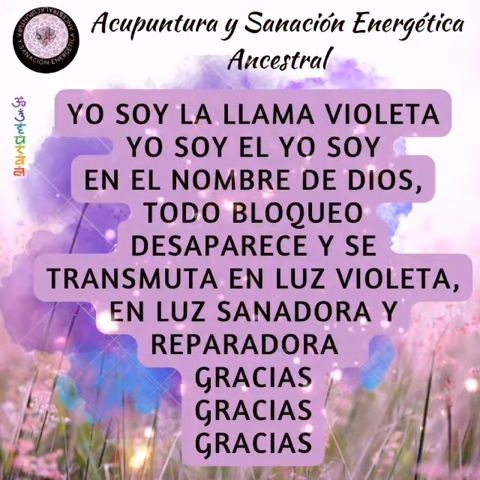 Acupuntura y Sanación Energética
Ancestral
YO SOY LA LLAMA VIOLETA
YO SOY EL YO SOY
EN EL NOMBRE DE DIOS,
TODO BLOQUEO
DESAPARECE Y SE
TRANSMUTA EN LUZ VIOLETA,
EN LUZ SANADORA Y
REPARADORA
GRACIAS
GRACIAS
GRACIAS